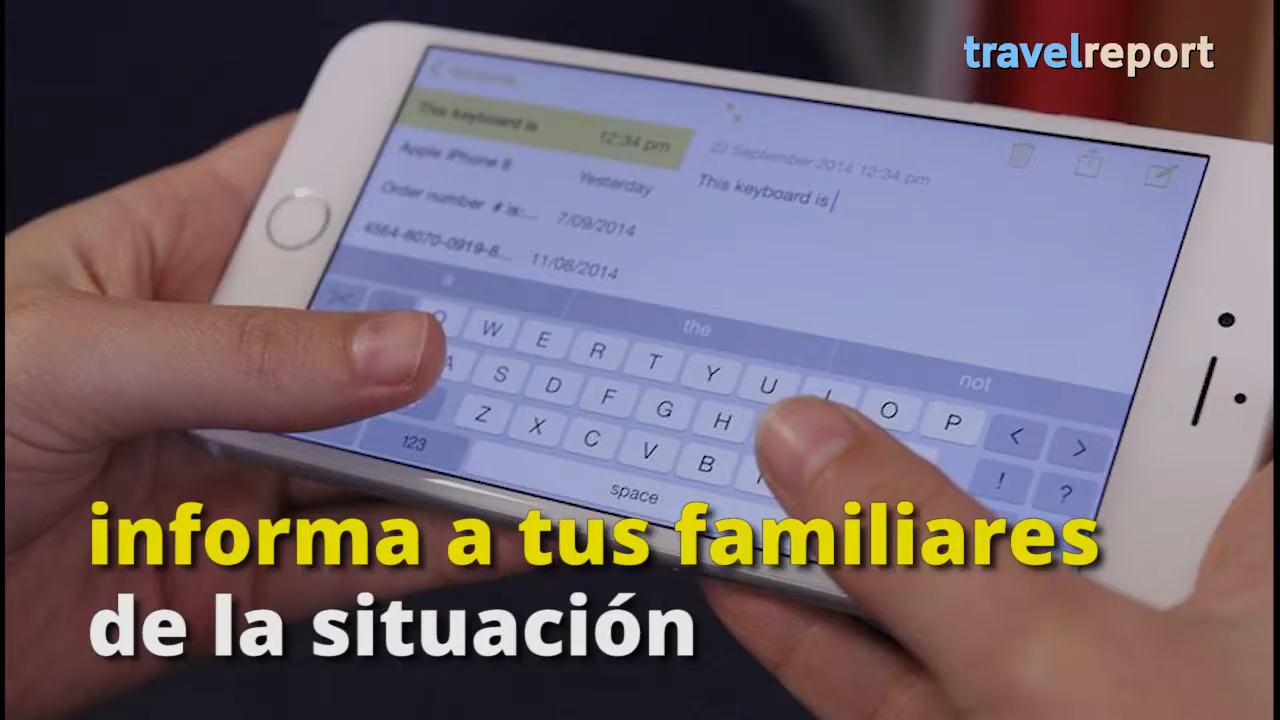 travelreport
This keyboard is
12:34 pm
Apple iPhone 6
Yesterday
Order number # is:...
7/09/2014
4564-8070-0919-8...
11/08/2014
22 September 2014 12:34 pm
This keyboard is
a
the
not
Q W E R T Y U I O P
A S D F G H
Z X C V B
< >
123
space
! ?
informa a tus familiares
de la situación